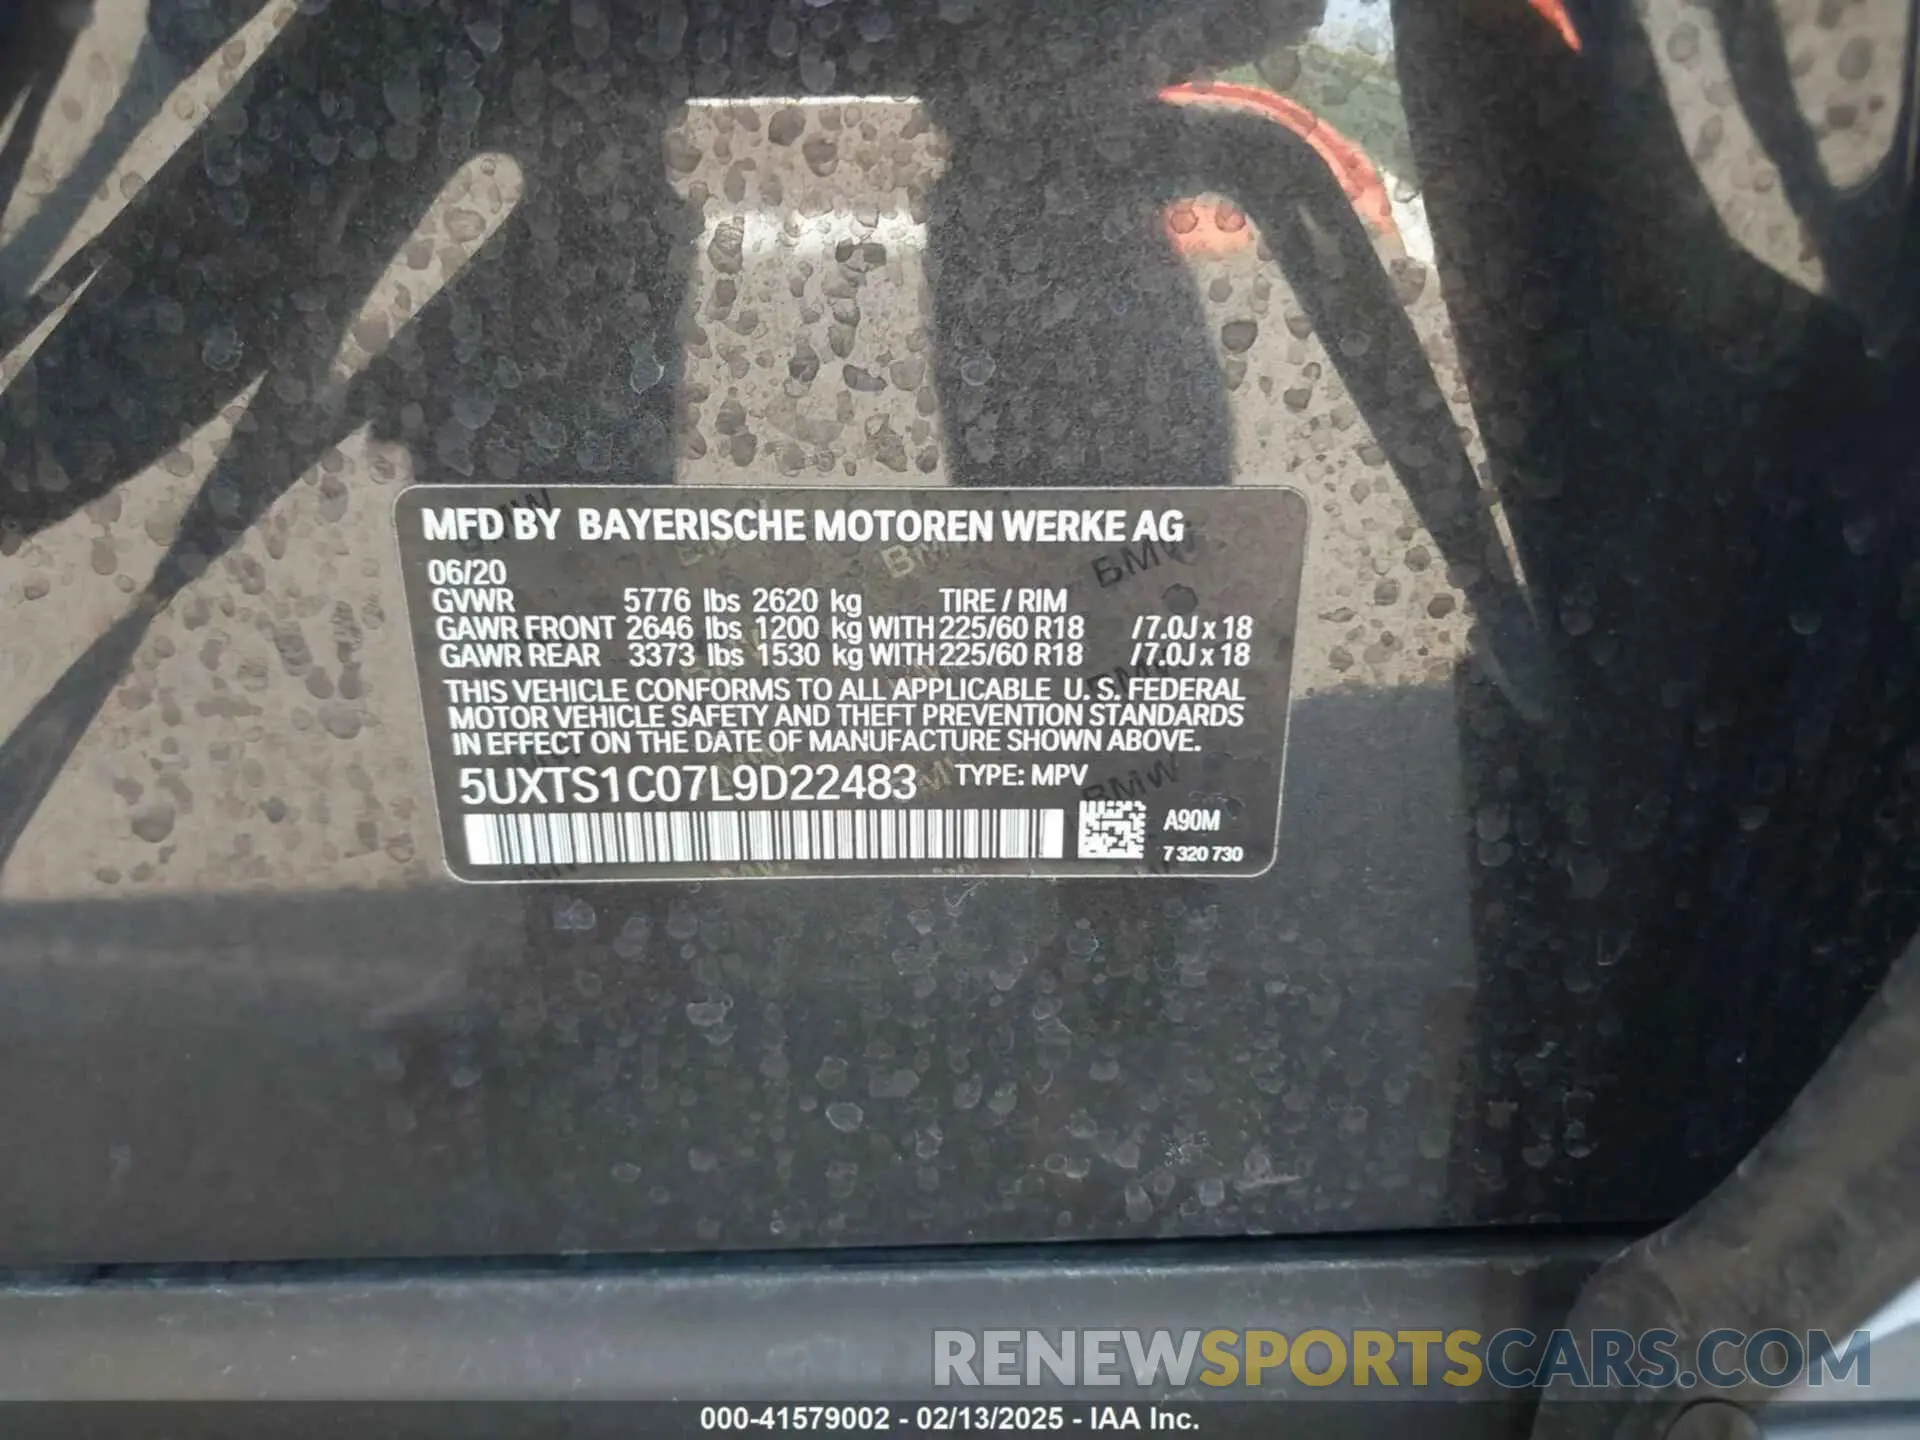 MFD BY BAYERISCHE MOTOREN WERKE AG
06/20
GVWR 5776 lbs 2620 kg TIRE / RIM
GAWR FRONT 2646 lbs 1200 kg WITH 225/60 R18 / 7.0J x 18
GAWR REAR 3373 lbs 1530 kg WITH 225/60 R18 / 7.0J x 18
THIS VEHICLE CONFORMS TO ALL APPLICABLE U. S. FEDERAL
MOTOR VEHICLE SAFETY AND THEFT PREVENTION STANDARDS
IN EFFECT ON THE DATE OF MANUFACTURE SHOWN ABOVE.
5UXTS1C07L9D22483 TYPE: MPV
A90M
7 320 730
RENEWSPORTSCARS.COM
000-41579002 - 02/13/2025 - IAA Inc.